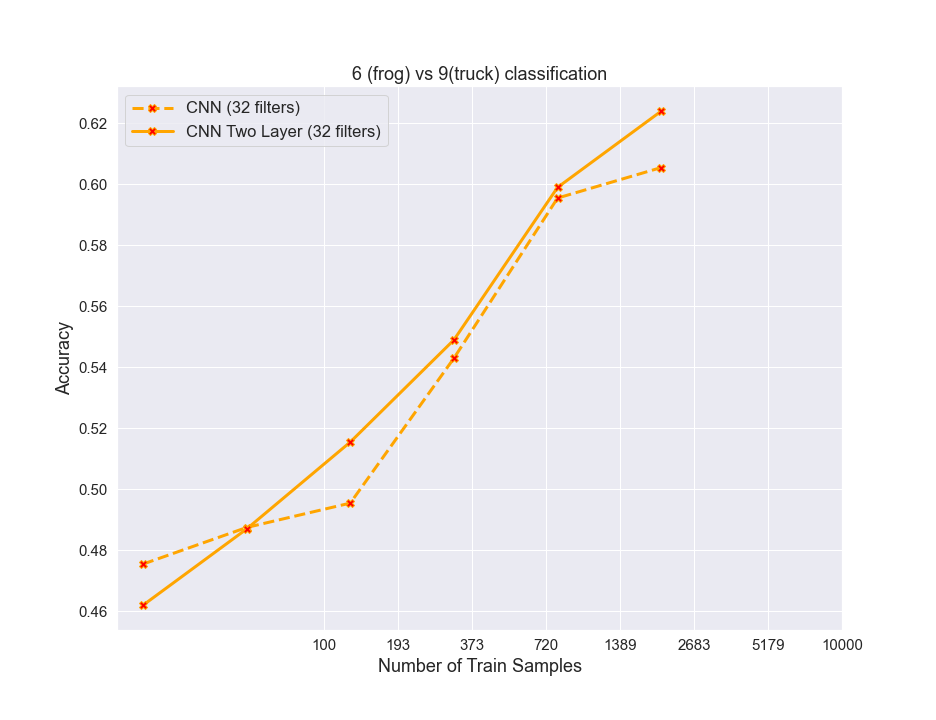 6 (frog) vs 9(truck) classification
CNN (32 filters)
CNN Two Layer (32 filters)
0.62
0.60
0.58
0.56
0.54
0.52
0.50
0.48
0.46
Accuracy
100 193 373 720 1389 2683 5179 10000
Number of Train Samples